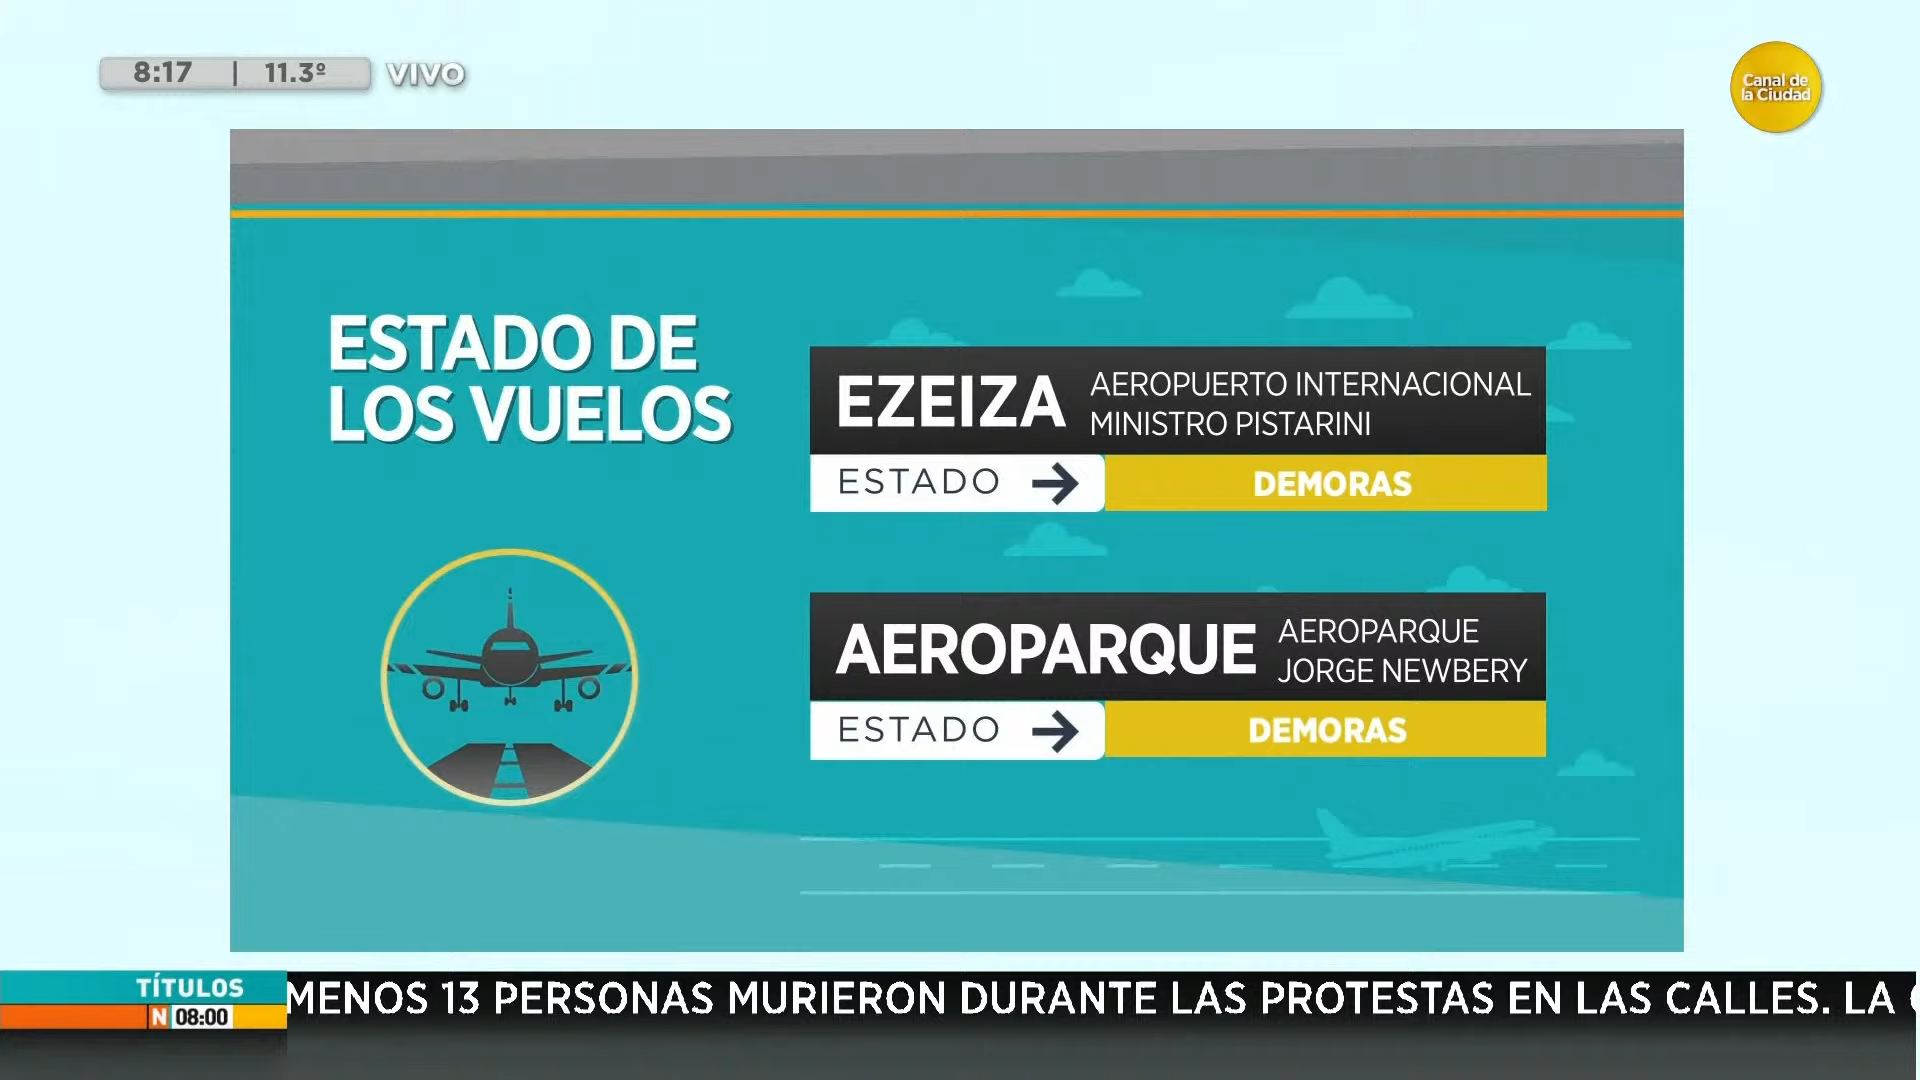 8:17 | 11.3º VIVO
Canal de
la Ciudad
ESTADO DE
LOS VUELOS
EZEIZA
AEROPUERTO INTERNACIONAL
MINISTRO PISTARINI
ESTADO → DEMORAS
AEROPARQUE
AEROPARQUE
JORGE NEWBERY
ESTADO → DEMORAS
TÍTULOS
N 08:00
MENOS 13 PERSONAS MURIERON DURANTE LAS PROTESTAS EN LAS CALLES. LA